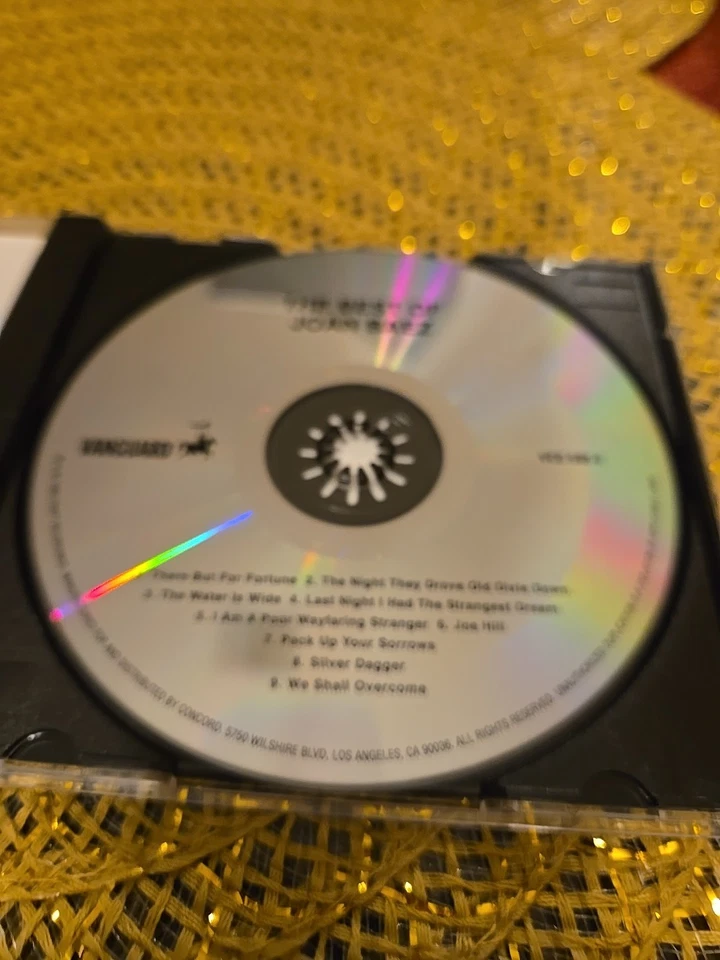 THE BEST OF
JOAN BAEZ
VANGUARD
There But For Fortune 2. The Night They Drove Old Dixie Down
3. The Water Is Wide 4. Last Night I Had The Strangest Dream
5. I Am A Poor Wayfaring Stranger 6. Joe Hill
7. Pack Up Your Sorrows
8. Silver Dagger
9. We Shall Overcome
AND DISTRIBUTED BY CONCORD, 5750 WILSHIRE BLVD, LOS ANGELES, CA 90036. ALL RIGHTS RESERVED. UNAUTHORIZED